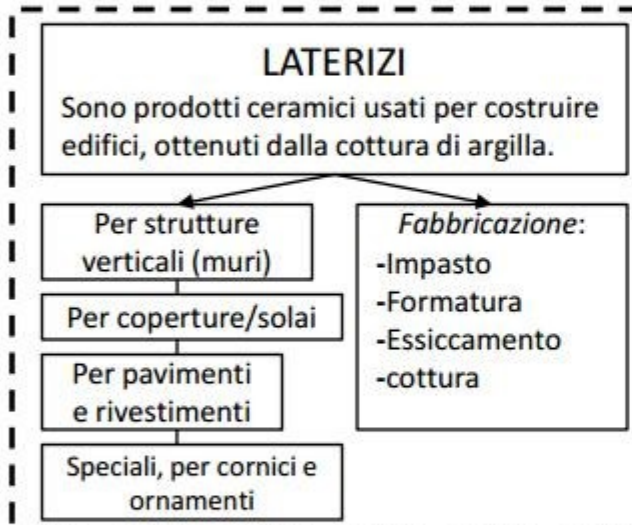 LATERIZI
Sono prodotti ceramici usati per costruire
edifici, ottenuti dalla cottura di argilla.
Per strutture
verticali (muri)
Per coperture/solai
Per pavimenti
e rivestimenti
Speciali, per cornici e
ornamenti
Fabbricazione:
-Impasto
-Formatura
-Essiccamento
-cottura